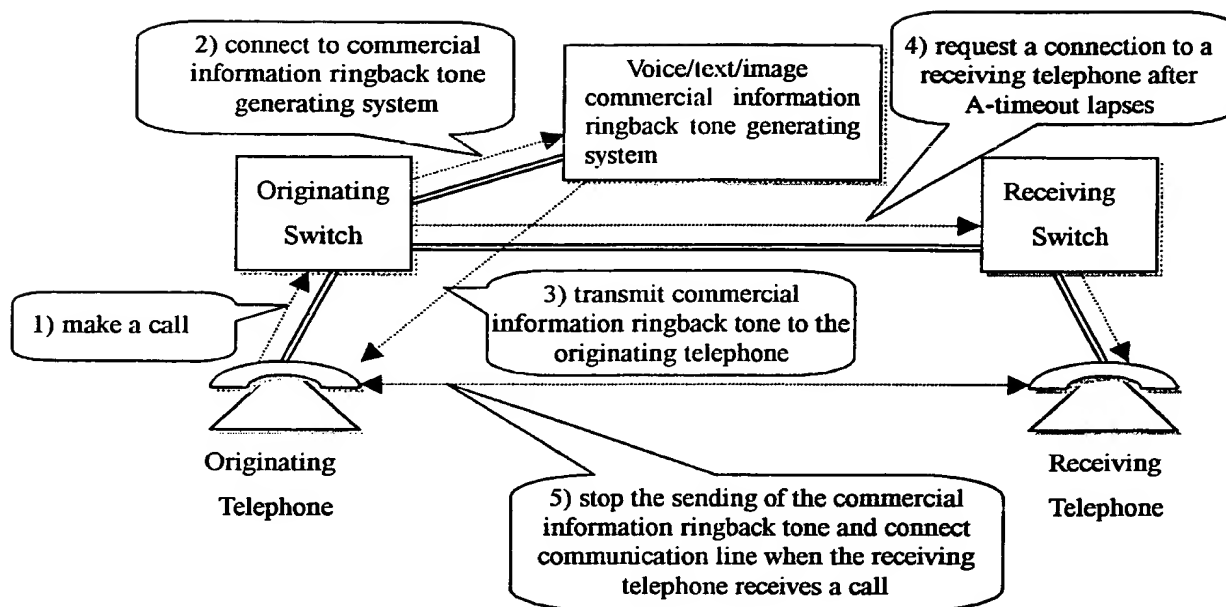 2) connect to commercial
information ringback tone
generating system
Voice/text/image
commercial information
ringback tone generating
system
4) request a connection to a
receiving telephone after
A-timeout lapses
Originating
Switch
Receiving
Switch
1) make a call
3) transmit commercial
information ringback tone to the
originating telephone
Originating
Telephone
Receiving
Telephone
5) stop the sending of the commercial
information ringback tone and connect
communication line when the receiving
telephone receives a call